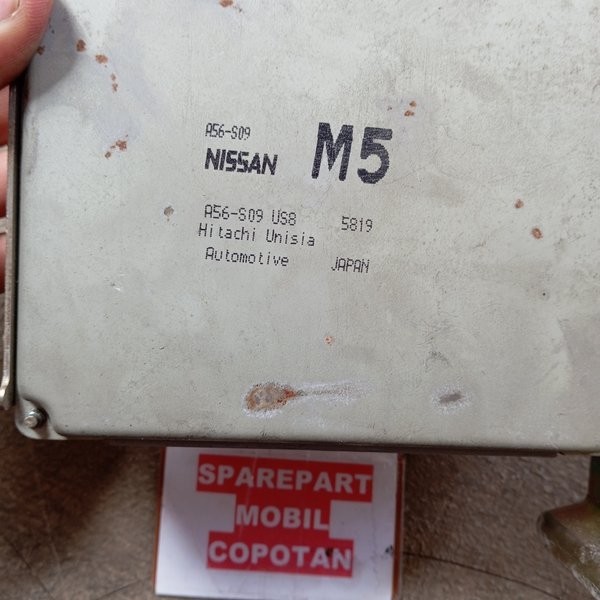 A56-S09
NISSAN M5
A56-S09 US8 5819
Hitachi Unisia
Automotive JAPAN
SPAREPART
MOBIL
COPOTAN